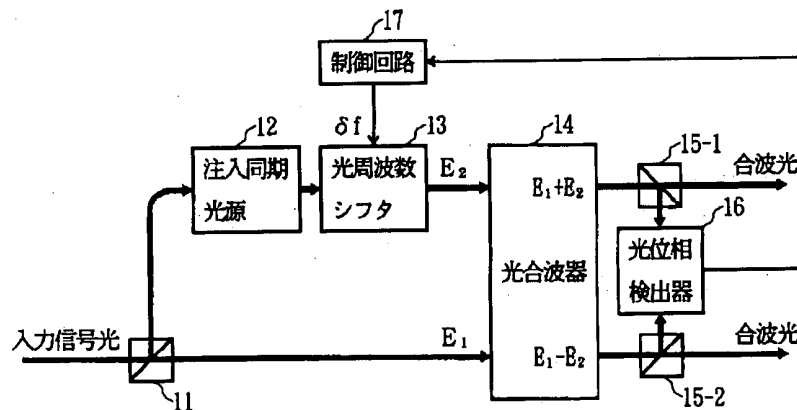 17
制御回路
δf
12
13
14
15-1
注入同期
光源
光周波数
シフタ
E₂
E₁+E₂
合波光
16
光合波器
光位相
検出器
入力信号光
E₁
E₁-E₂
合波光
11
15-2